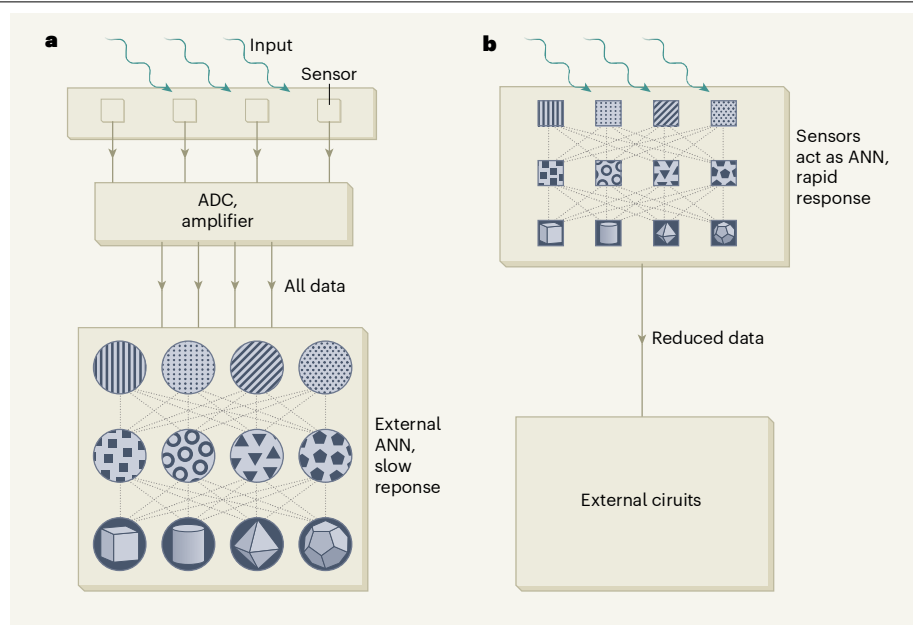 a
Input
Sensor
ADC,
amplifier
All data
External
ANN,
slow
reponse
b
Sensors
act as ANN,
rapid
response
Reduced data
External ciruits